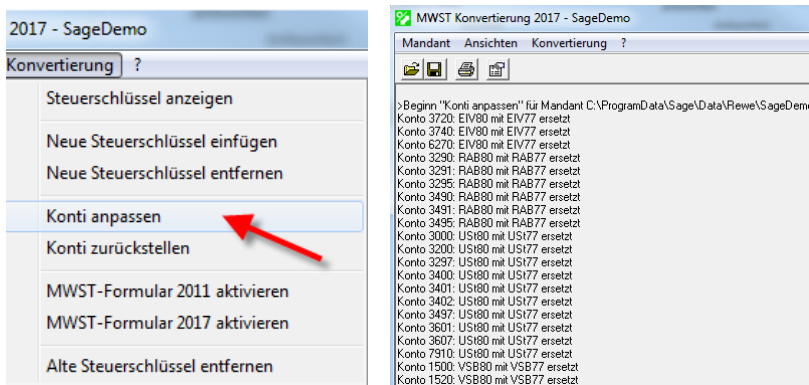 2017 - SageDemo
Konvertierung ?
Steuerschlüssel anzeigen
Neue Steuerschlüssel einfügen
Neue Steuerschlüssel entfernen
Konti anpassen
Konti zurückstellen
MWST-Formular 2011 aktivieren
MWST-Formular 2017 aktivieren
Alte Steuerschlüssel entfernen
MWST Konvertierung 2017 - SageDemo
Mandant Ansichten Konvertierung ?
>Beginn "Konti anpassen" für Mandant C:\ProgramData\Sage\Data\Rewe\SageDemo
Konto 3720: EIV80 mit EIV77 ersetzt
Konto 3740: EIV80 mit EIV77 ersetzt
Konto 6270: EIV80 mit EIV77 ersetzt
Konto 3290: RAB80 mit RAB77 ersetzt
Konto 3291: RAB80 mit RAB77 ersetzt
Konto 3295: RAB80 mit RAB77 ersetzt
Konto 3490: RAB80 mit RAB77 ersetzt
Konto 3491: RAB80 mit RAB77 ersetzt
Konto 3495: RAB80 mit RAB77 ersetzt
Konto 3000: USt80 mit USt77 ersetzt
Konto 3200: USt80 mit USt77 ersetzt
Konto 3297: USt80 mit USt77 ersetzt
Konto 3400: USt80 mit USt77 ersetzt
Konto 3401: USt80 mit USt77 ersetzt
Konto 3402: USt80 mit USt77 ersetzt
Konto 3497: USt80 mit USt77 ersetzt
Konto 3601: USt80 mit USt77 ersetzt
Konto 3607: USt80 mit USt77 ersetzt
Konto 7910: USt80 mit USt77 ersetzt
Konto 1500: VSB80 mit VSB77 ersetzt
Konto 1520: VSB80 mit VSB77 ersetzt